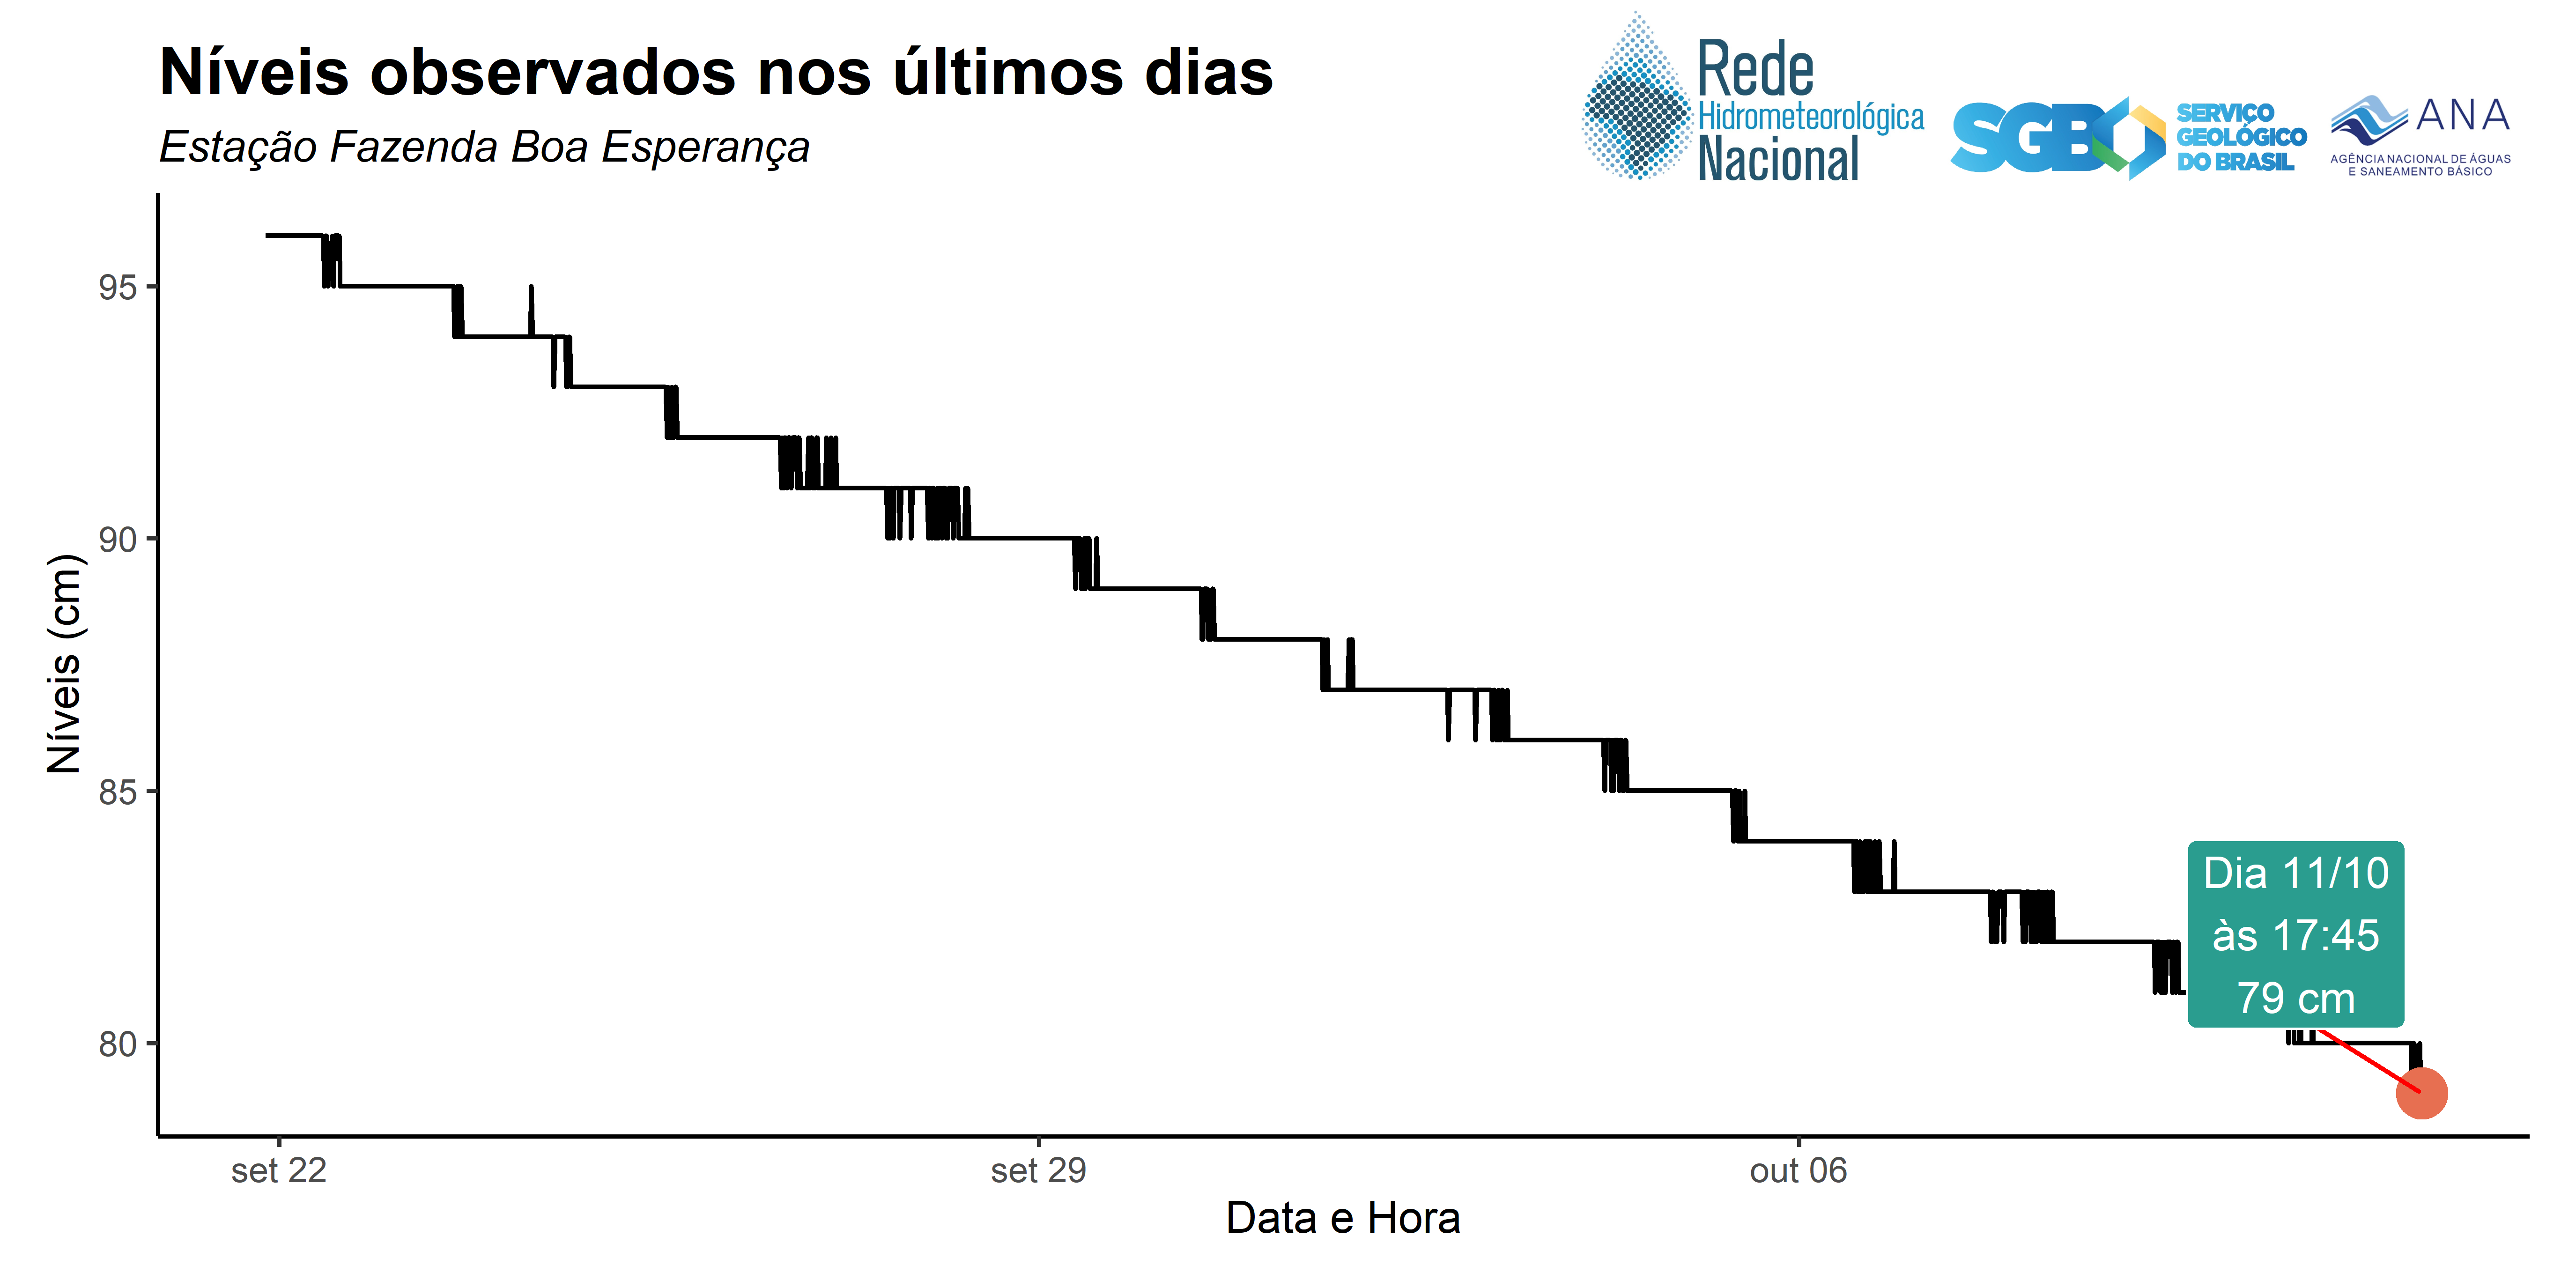 Níveis observados nos últimos dias
Estação Fazenda Boa Esperança
Rede
Hidrometeorológica
Nacional
SGB
SERVIÇO
GEOLÓGICO
DO BRASIL
ANA
AGÊNCIA NACIONAL DE ÁGUAS
E SANEAMENTO BÁSICO
Níveis (cm)
95
90
85
80
Dia 11/10
às 17:45
79 cm
set 22
set 29
out 06
Data e Hora